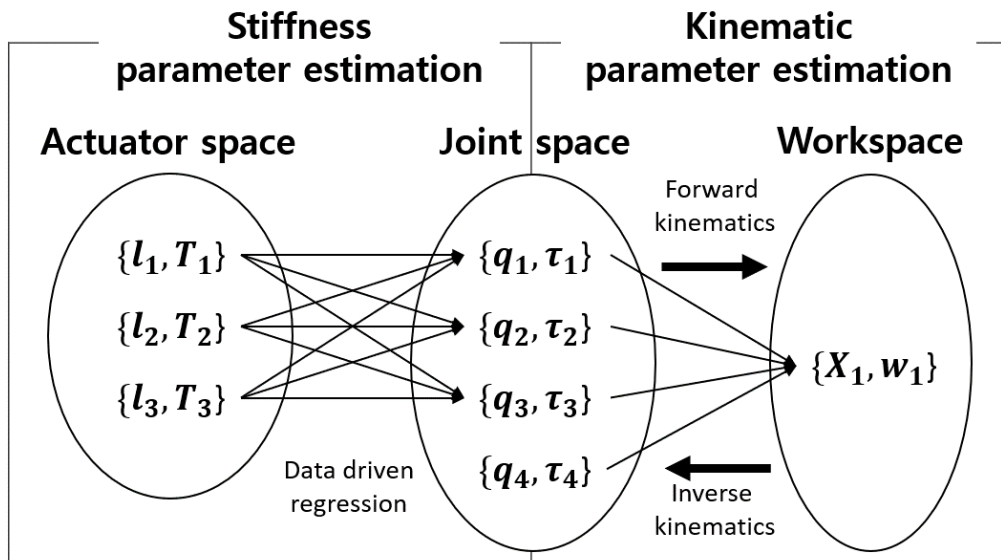 Stiffness
parameter estimation
Kinematic
parameter estimation
Actuator space
Joint space
Workspace
{l₁, T₁}
{l₂, T₂}
{l₃, T₃}
{q₁, τ₁}
{q₂, τ₂}
{q₃, τ₃}
{q₄, τ₄}
Data driven
regression
Forward
kinematics
{X₁, w₁}
Inverse
kinematics